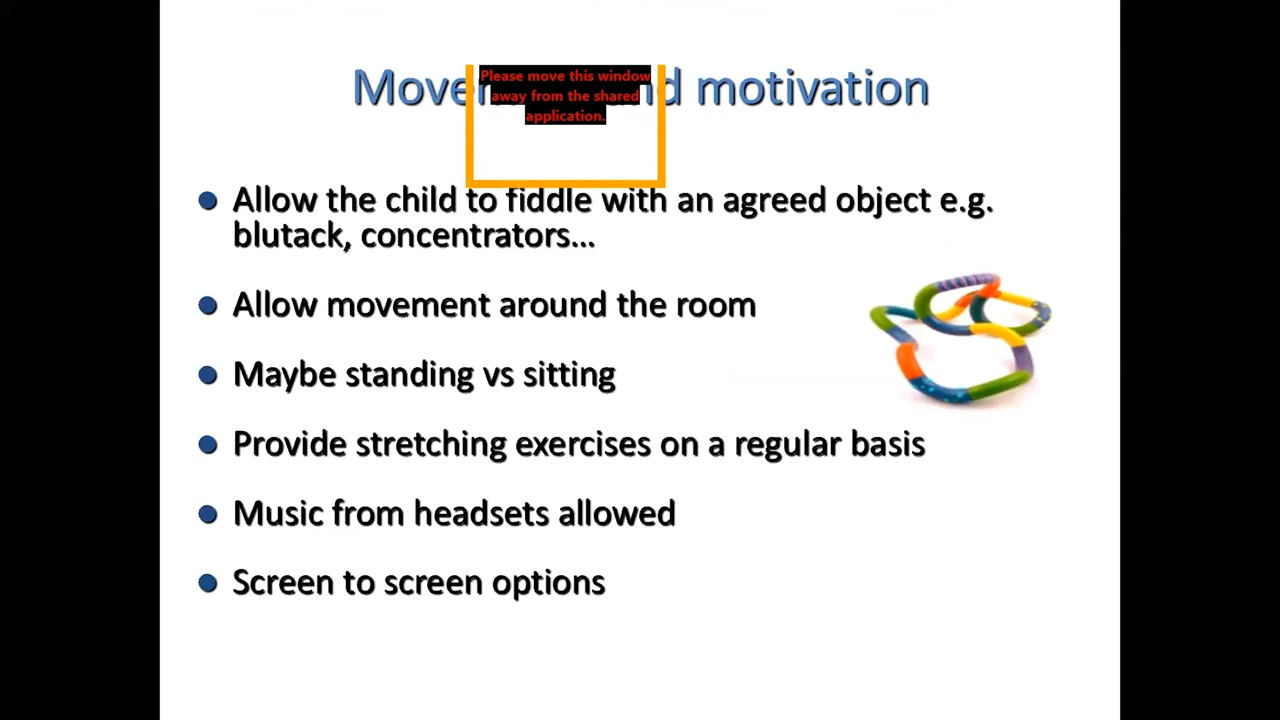 Movem nd motivation
Please move this window
away from the shared
application.
Allow the child to fiddle with an agreed object e.g.
blutack, concentrators...
Allow movement around the room
Maybe standing vs sitting
Provide stretching exercises on a regular basis
Music from headsets allowed
Screen to screen options